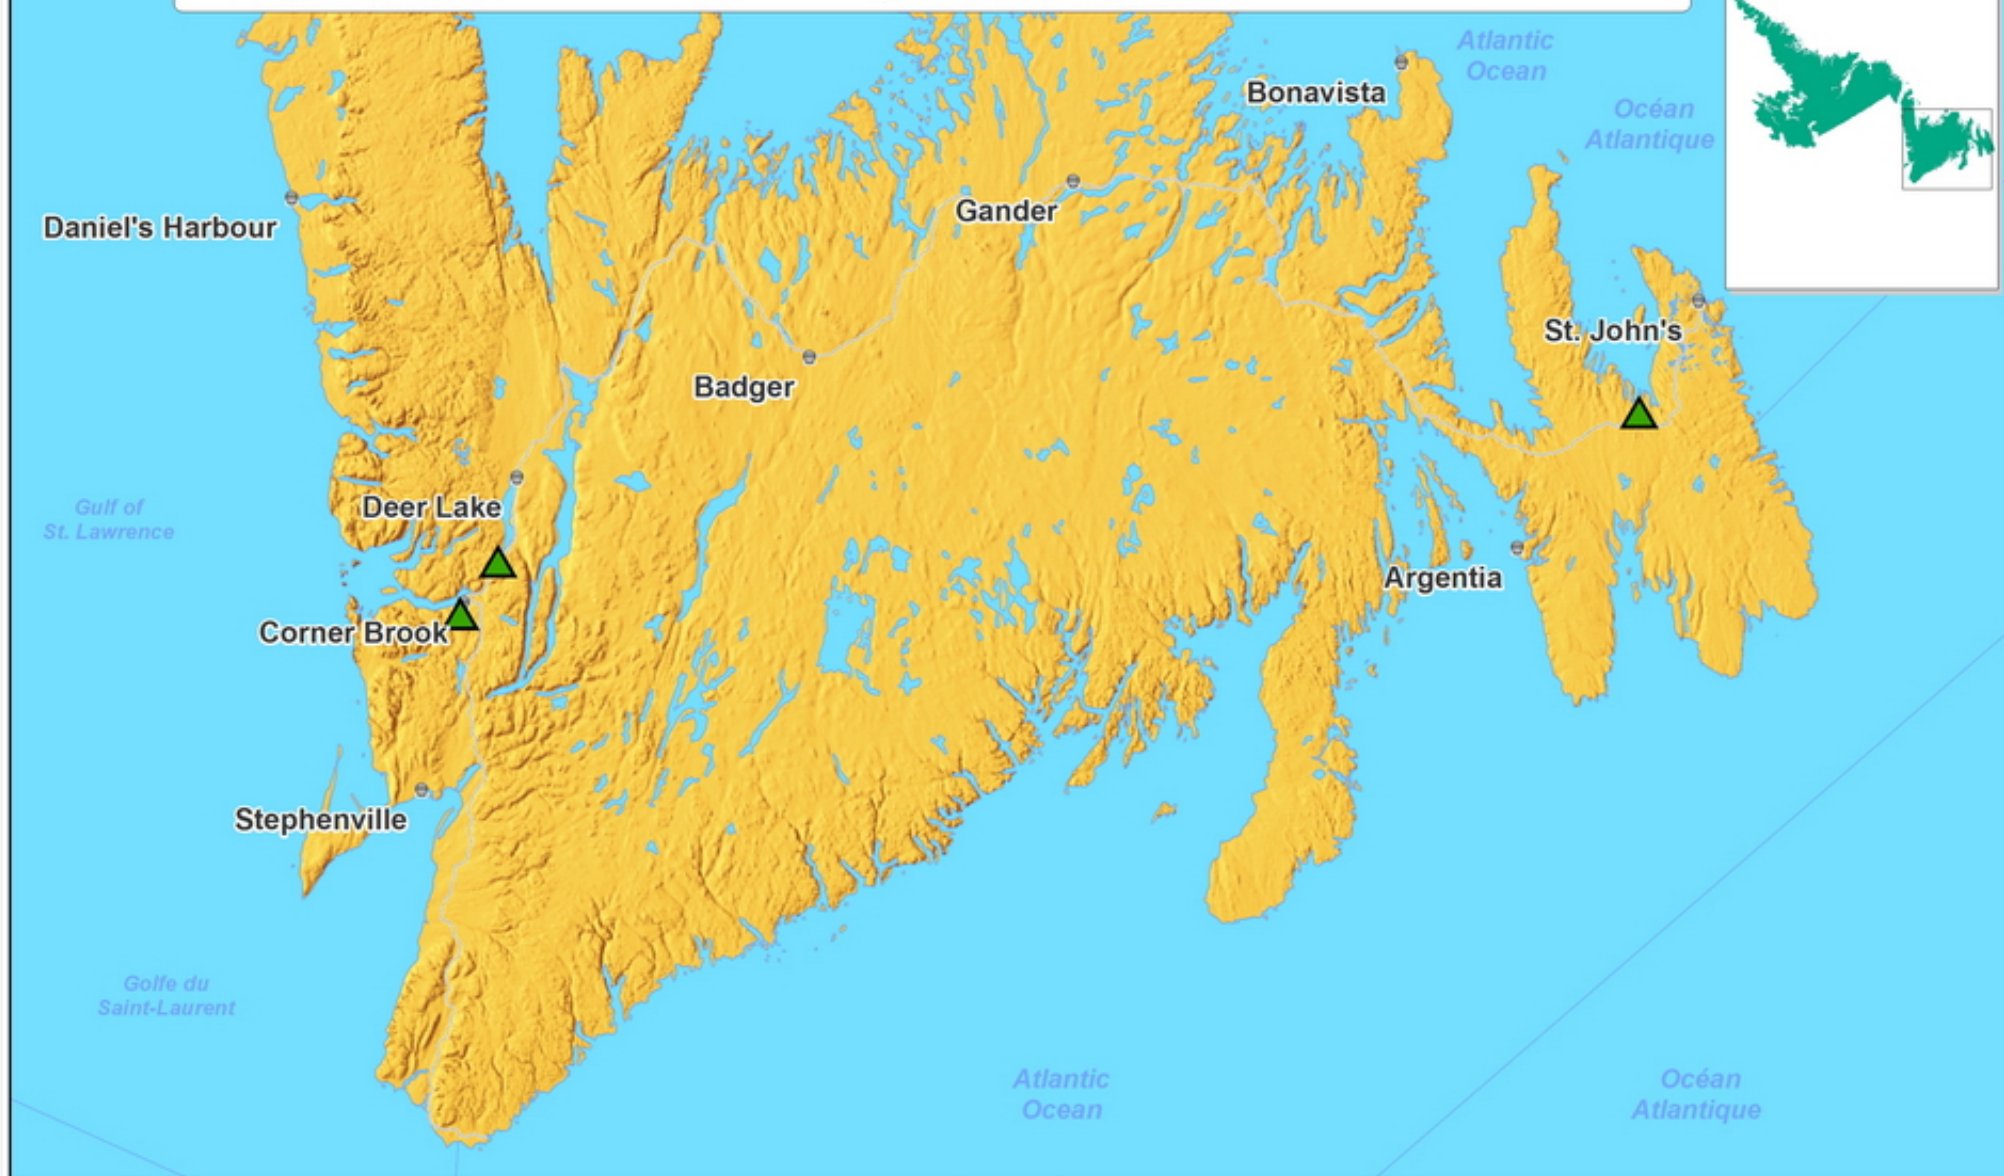 Atlantic
Ocean
Bonavista
Océan
Atlantique
Gander
Daniel's Harbour
St. John's
Badger
Deer Lake
Gulf of
St. Lawrence
Argentia
Corner Brook
Stephenville
Golfe du
Saint-Laurent
Atlantic
Ocean
Océan
Atlantique